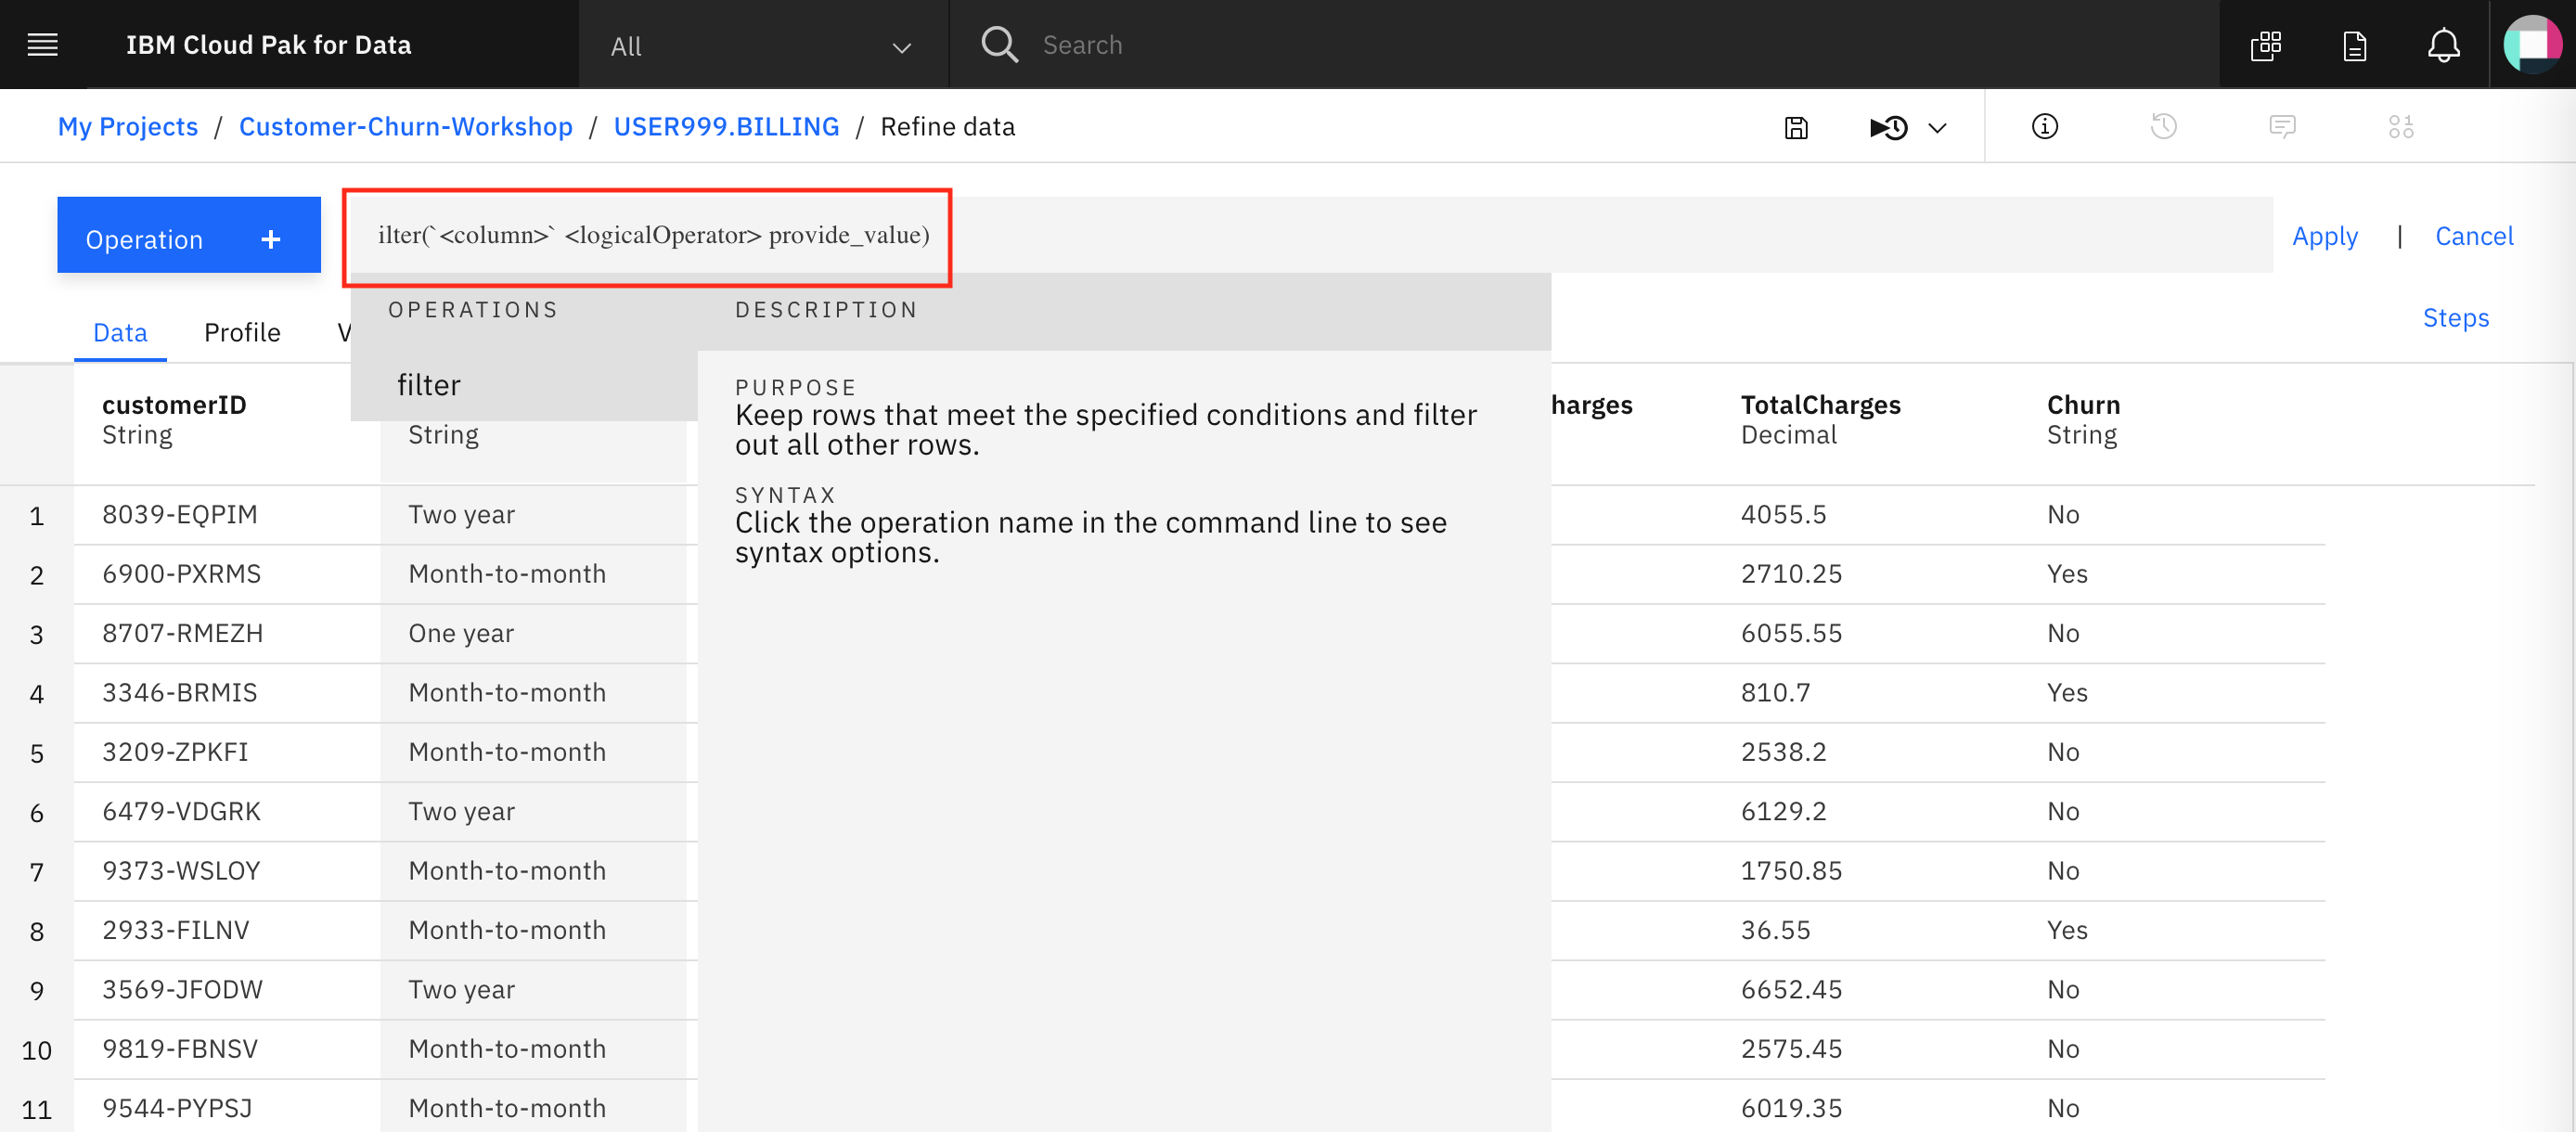 IBM Cloud Pak for Data All Search
My Projects / Customer-Churn-Workshop / USER999.BILLING / Refine data
Operation + ilter(`<column>` <logicalOperator> provide_value) Apply | Cancel
OPERATIONS DESCRIPTION
Data Profile V Steps
filter
PURPOSE
Keep rows that meet the specified conditions and filter
out all other rows.
SYNTAX
Click the operation name in the command line to see
syntax options.
customerID harges TotalCharges Churn
String String Decimal String
1 8039-EQPIM Two year 4055.5 No
2 6900-PXRMS Month-to-month 2710.25 Yes
3 8707-RMEZH One year 6055.55 No
4 3346-BRMIS Month-to-month 810.7 Yes
5 3209-ZPKFI Month-to-month 2538.2 No
6 6479-VDGRK Two year 6129.2 No
7 9373-WSLOY Month-to-month 1750.85 No
8 2933-FILNV Month-to-month 36.55 Yes
9 3569-JFODW Two year 6652.45 No
10 9819-FBNSV Month-to-month 2575.45 No
11 9544-PYPSJ Month-to-month 6019.35 No